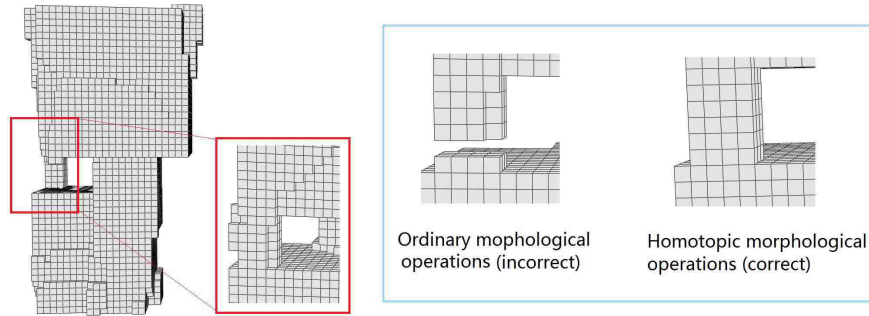 Ordinary mophological
operations (incorrect)
Homotopic morphological
operations (correct)